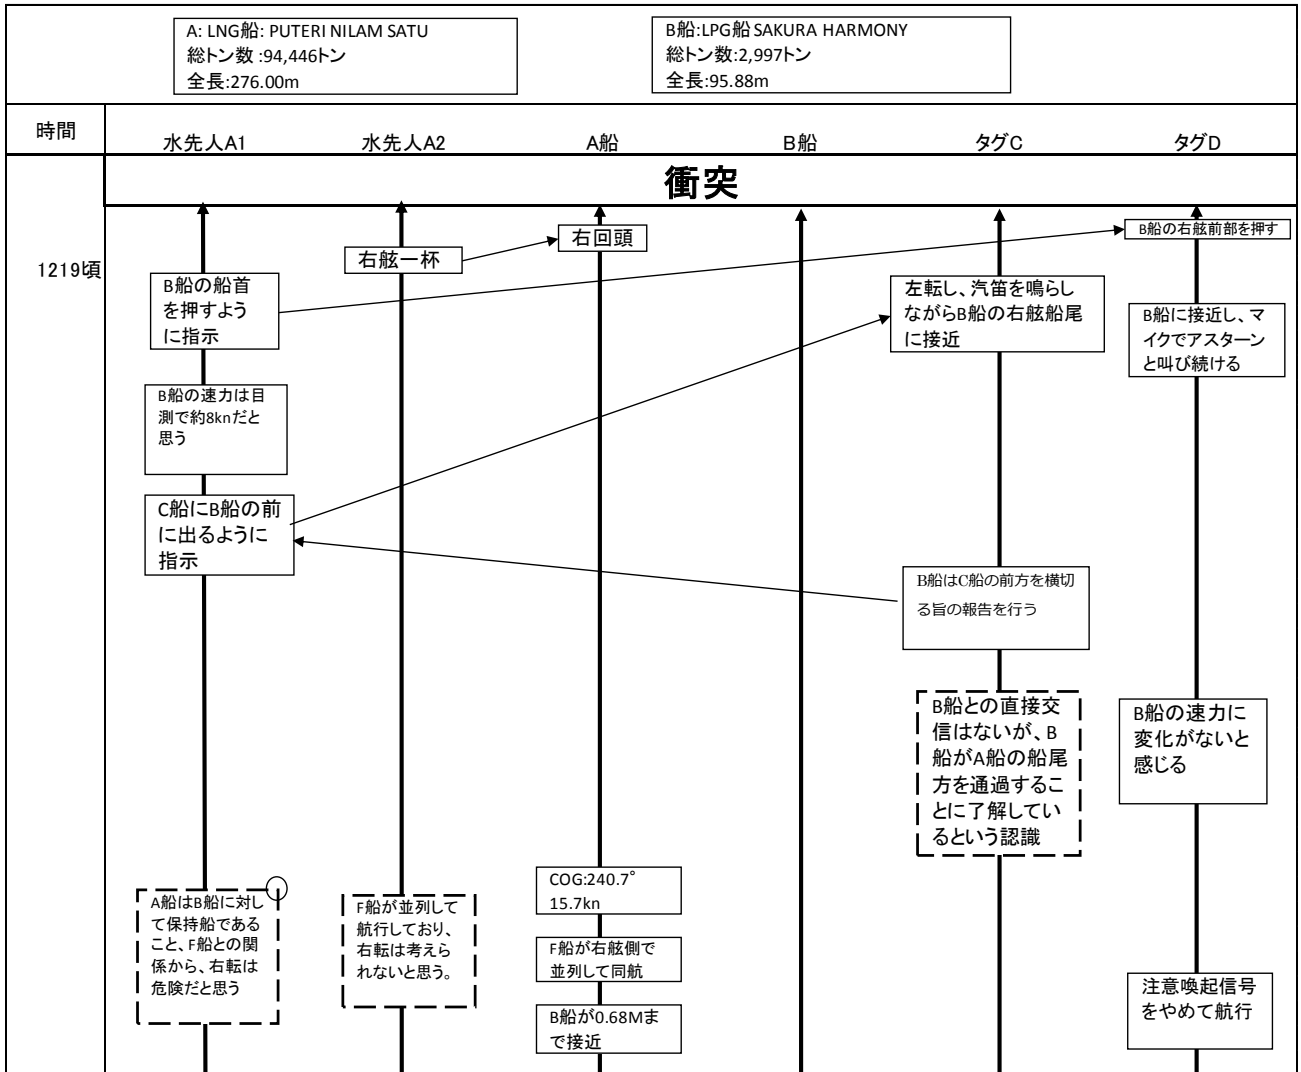 A: LNG船: PUTERI NILAM SATU
総トン数 :94,446トン
全長:276.00m
B船:LPG船 SAKURA HARMONY
総トン数:2,997トン
全長:95.88m
時間
水先人A1
水先人A2
A船
B船
タグC
タグD
衝突
B船の右舷前部を押す
右回頭
右舷一杯
1219頃
B船の船首
を押すよう
に指示
左転し、汽笛を鳴らし
ながらB船の右舷船尾
に接近
B船に接近し、マ
イクでアスターン
と叫び続ける
B船の速力は目
測で約8knだと
思う
C船にB船の前
に出るように
指示
B船はC船の前方を横切
る旨の報告を行う
B船との直接交
信はないが、B
船がA船の船尾
方を通過するこ
とに了解してい
るという認識
B船の速力に
変化がないと
感じる
A船はB船に対し
て保持船である
こと、F船との関
係から、右転は
危険だと思う
F船が並列して
航行しており、
右転は考えら
れないと思う。
COG:240.7°
15.7kn
F船が右舷側で
並列して同航
B船が0.68Mま
で接近
注意喚起信号
をやめて航行